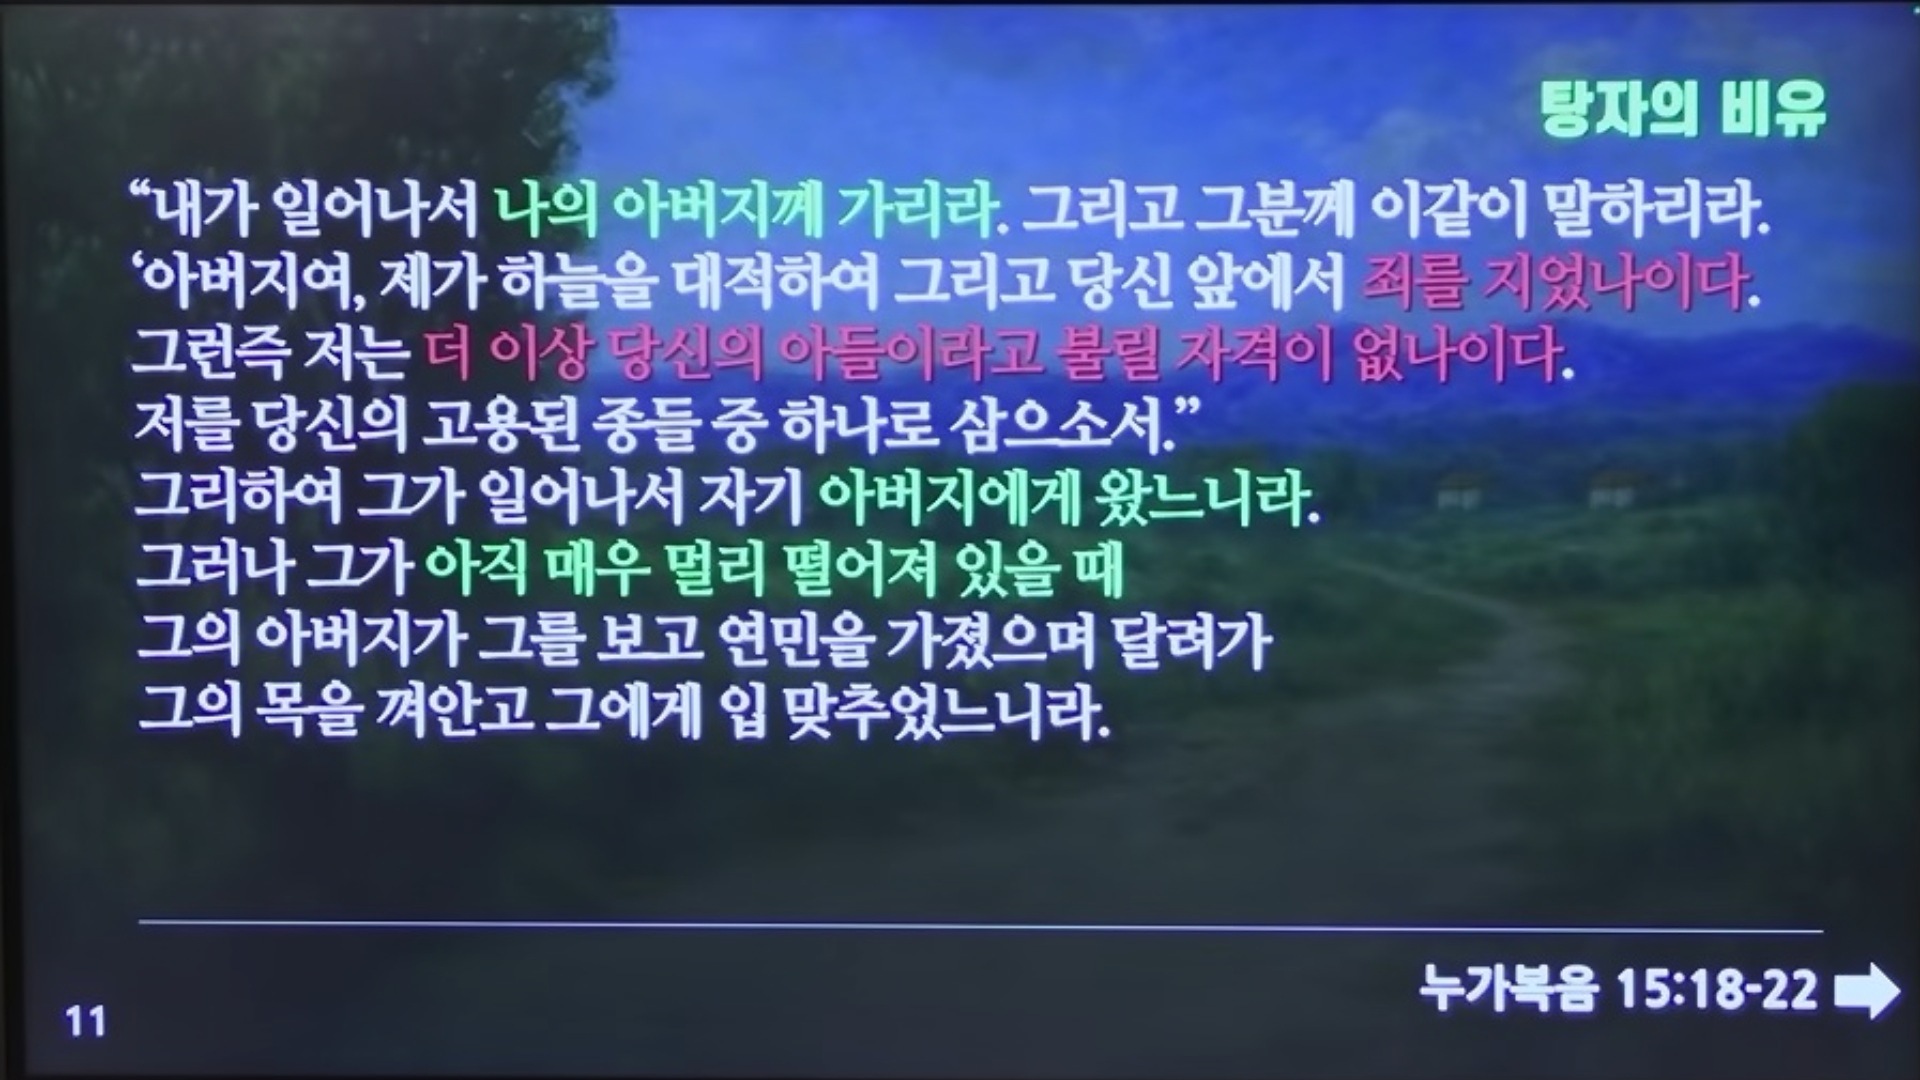 탕자의 비유
“내가 일어나서 나의 아버지께 가리라. 그리고 그분께 이같이 말하리라.
‘아버지여, 제가 하늘을 대적하여 그리고 당신 앞에서 죄를 지었나이다.
그런즉 저는 더 이상 당신의 아들이라고 불릴 자격이 없나이다.
저를 당신의 고용된 종들 중 하나로 삼으소서.”
그리하여 그가 일어나서 자기 아버지에게 왔느니라.
그러나 그가 아직 매우 멀리 떨어져 있을 때
그의 아버지가 그를 보고 연민을 가졌으며 달려가
그의 목을 껴안고 그에게 입 맞추었느니라.
누가복음 15:18-22
11